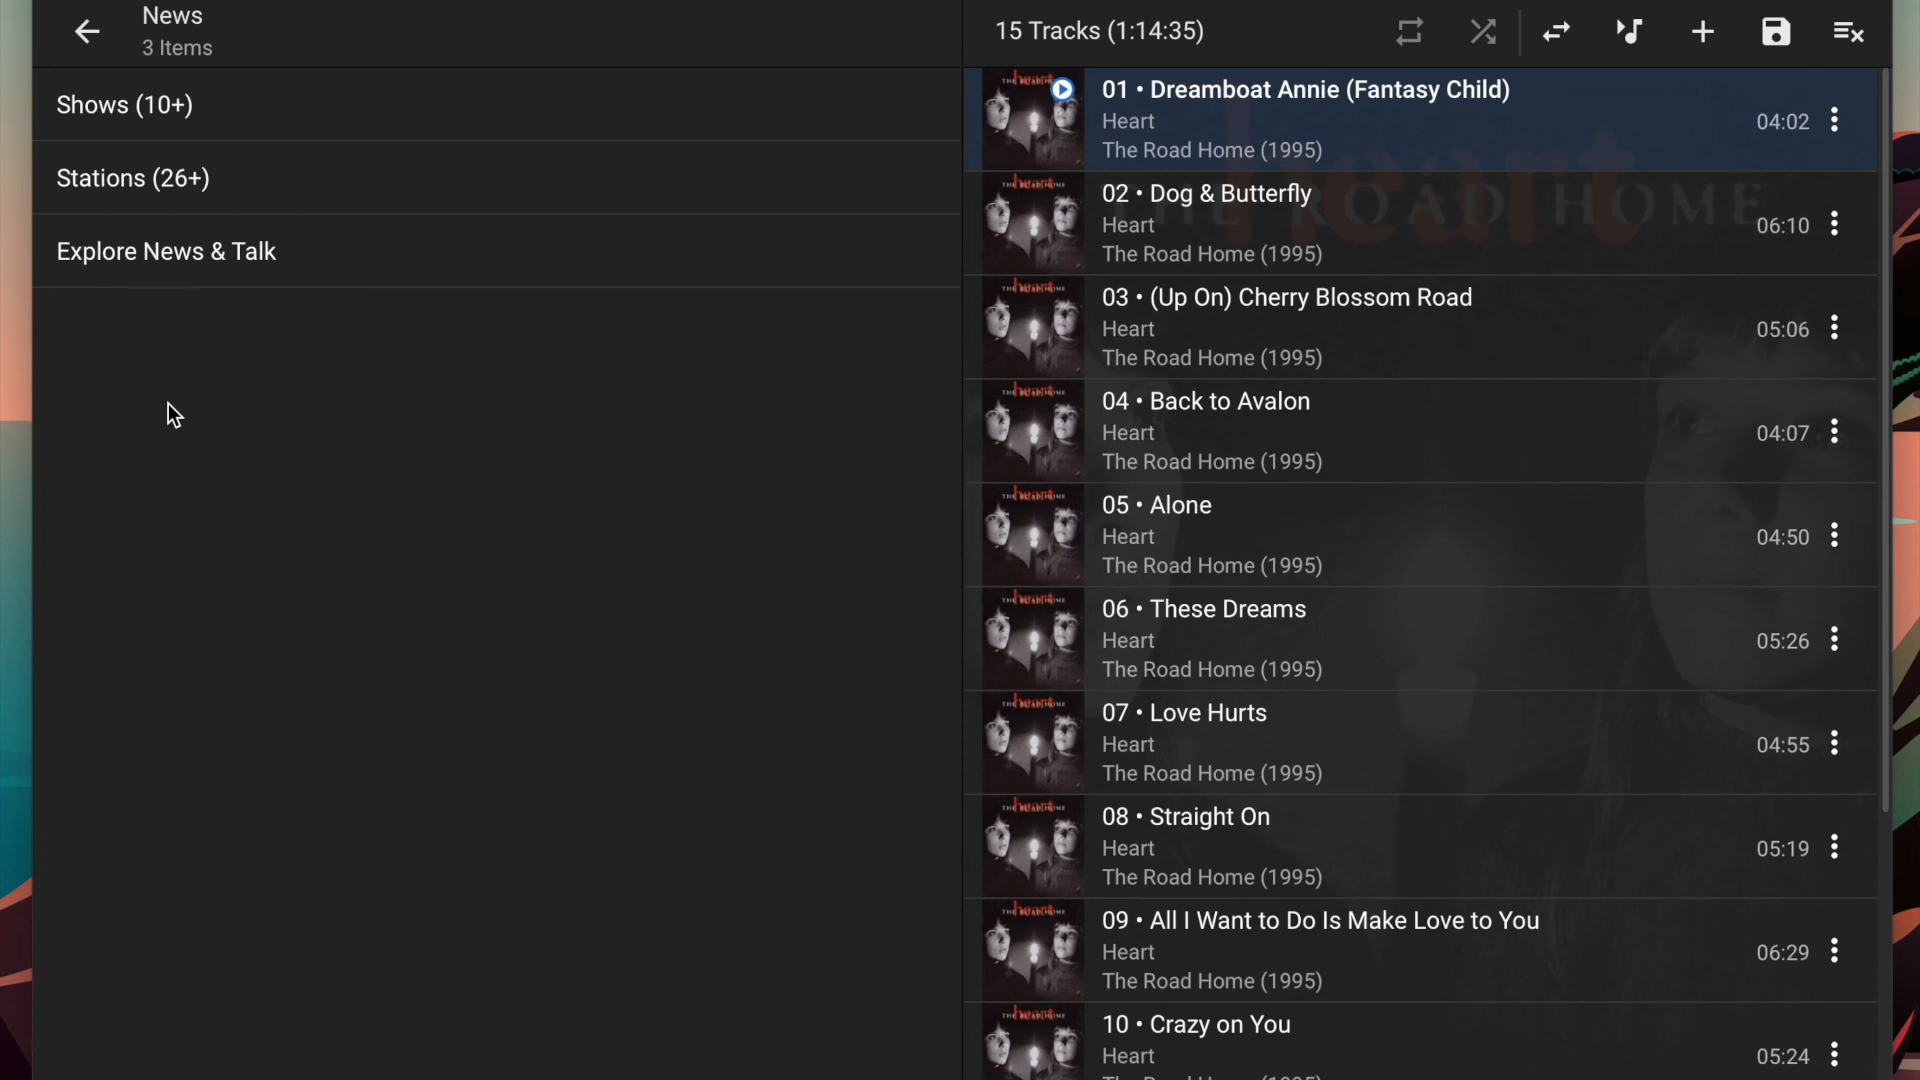 News
3 Items
Shows (10+)
Stations (26+)
Explore News & Talk
15 Tracks (1:14:35)
01 • Dreamboat Annie (Fantasy Child)
Heart
The Road Home (1995)
04:02
02 • Dog & Butterfly
Heart
The Road Home (1995)
06:10
03 • (Up On) Cherry Blossom Road
Heart
The Road Home (1995)
05:06
04 • Back to Avalon
Heart
The Road Home (1995)
04:07
05 • Alone
Heart
The Road Home (1995)
04:50
06 • These Dreams
Heart
The Road Home (1995)
05:26
07 • Love Hurts
Heart
The Road Home (1995)
04:55
08 • Straight On
Heart
The Road Home (1995)
05:19
09 • All I Want to Do Is Make Love to You
Heart
The Road Home (1995)
06:29
10 • Crazy on You
Heart
05:24
heart
THE ROAD HOME